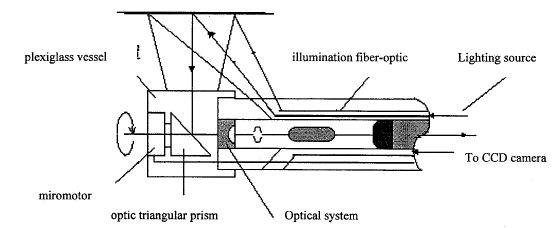 plexiglass vessel
illumination fiber-optic
Lighting source
To CCD camera
miromotor
optic triangular prism
Optical system